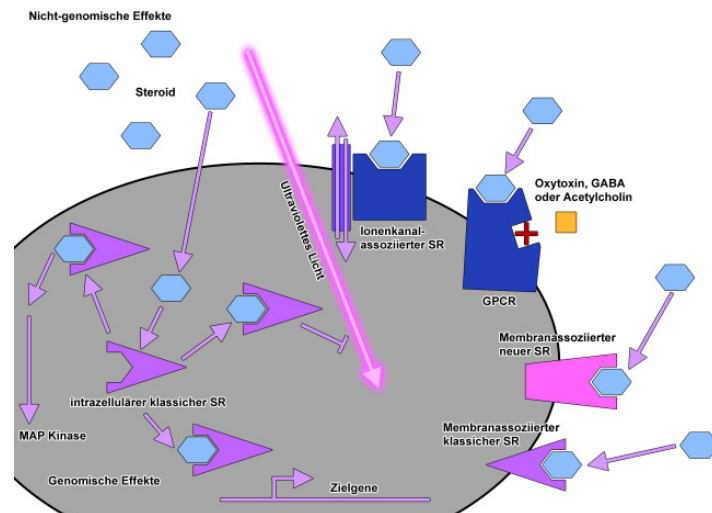 Nicht-genomische Effekte
Steroid
Ultraviolettes Licht
Oxytoxin, GABA
oder Acetylcholin
Ionenkanal-
assoziierter SR
GPCR
Membranassoziierter
neuer SR
intrazellulärer klassicher SR
MAP Kinase
Membranassoziierter
klassicher SR
Genomische Effekte
Zielgene